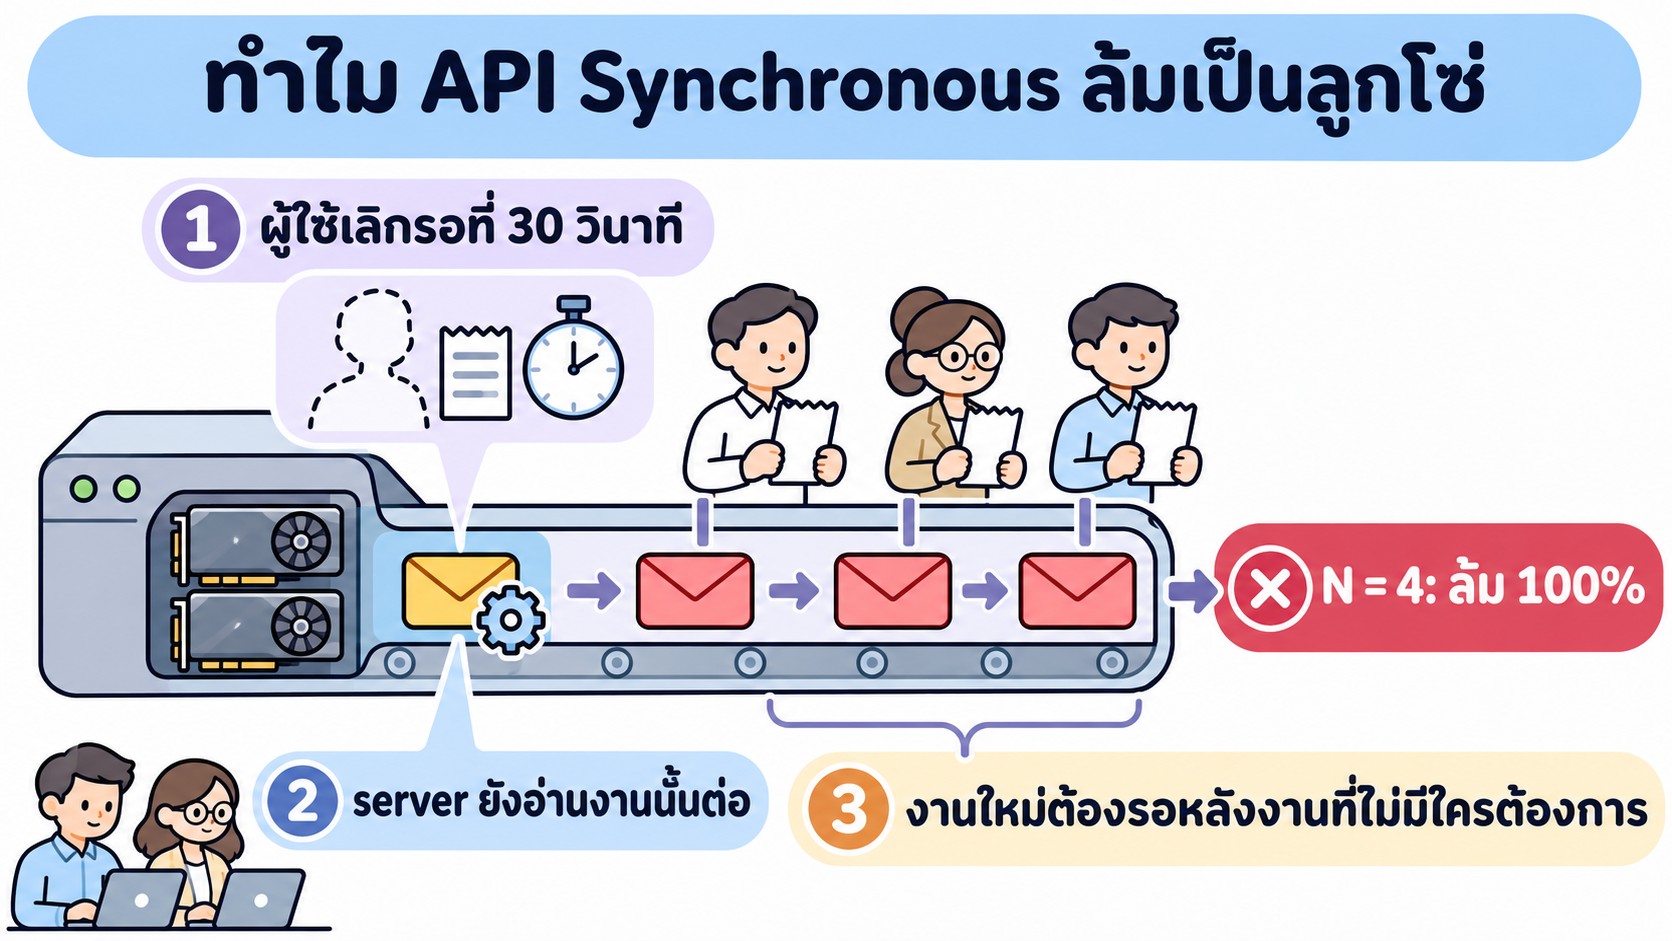 ทำไม API Synchronous ล้มเป็นลูกโซ่
1 ผู้ใช้เลิกรอที่ 30 วินาที
N = 4: ล้ม 100%
2 server ยังอ่านงานนั้นต่อ
3 งานใหม่ต้องรอหลังงานที่ไม่มีใครต้องการ